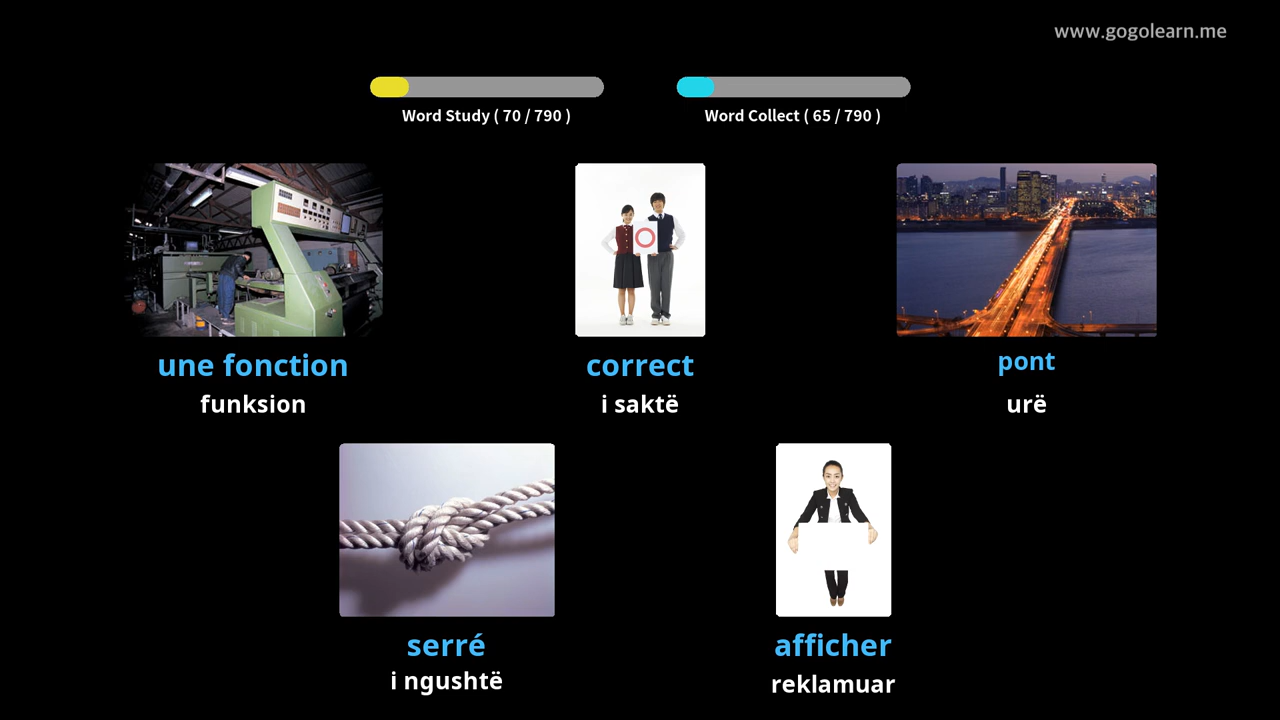 www.gogolearn.me
Word Study ( 70 / 790 )
Word Collect ( 65 / 790 )
une fonction
funksion
correct
i saktë
pont
urë
serré
i ngushtë
afficher
reklamuar